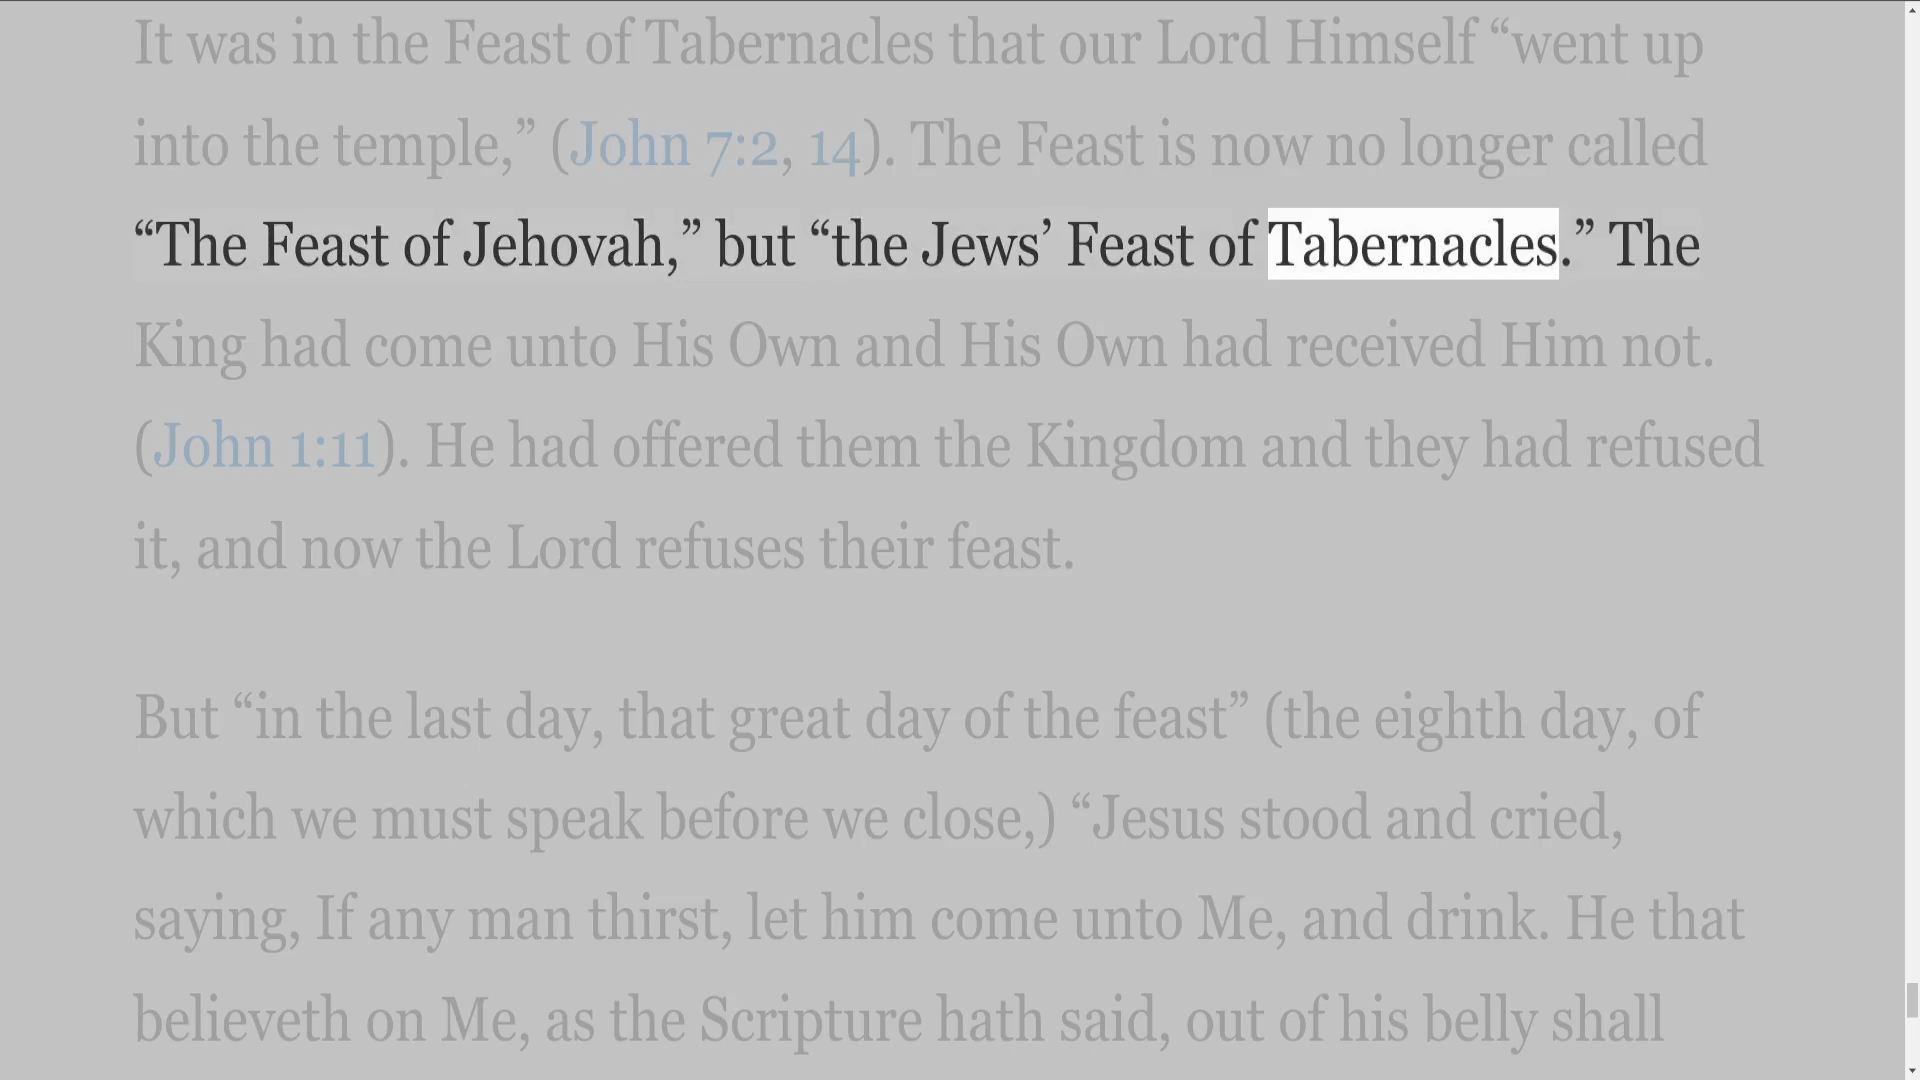 It was in the Feast of Tabernacles that our Lord Himself “went up
into the temple,” (John 7:2, 14). The Feast is now no longer called
“The Feast of Jehovah,” but “the Jews’ Feast of Tabernacles.” The
King had come unto His Own and His Own had received Him not.
(John 1:11). He had offered them the Kingdom and they had refused
it, and now the Lord refuses their feast.
But “in the last day, that great day of the feast” (the eighth day, of
which we must speak before we close,) “Jesus stood and cried,
saying, If any man thirst, let him come unto Me, and drink. He that
believeth on Me, as the Scripture hath said, out of his belly shall